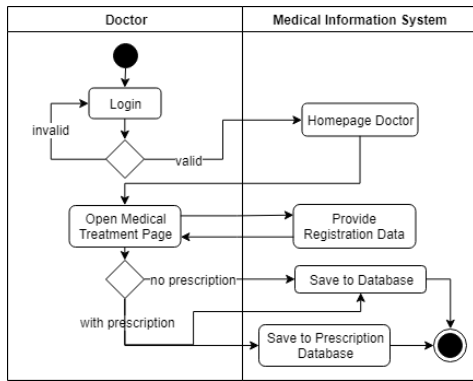 Doctor
Medical Information System
Login
invalid
valid
Homepage Doctor
Open Medical
Treatment Page
Provide
Registration Data
no prescription
Save to Database
with prescription
Save to Prescription
Database